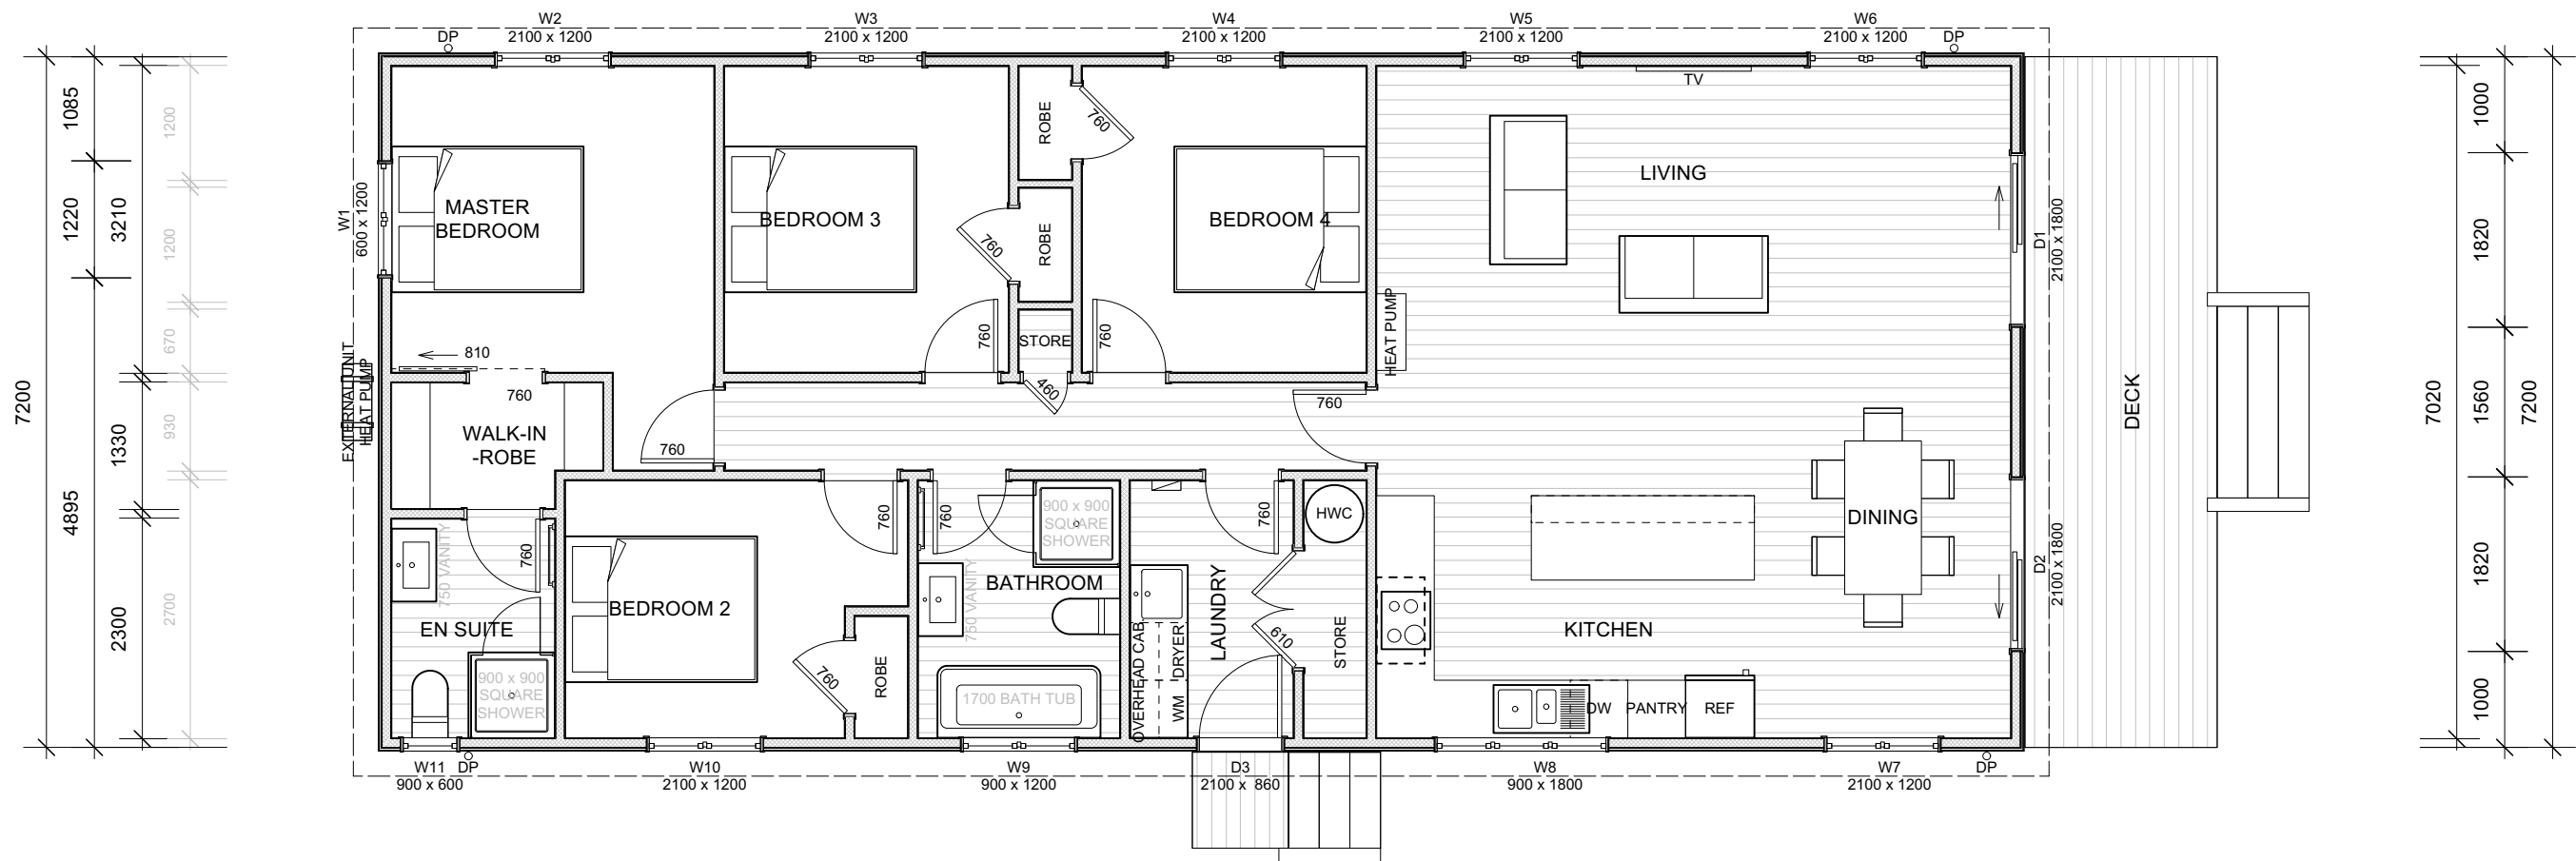 W2
2100 x 1200
W3
2100 x 1200
W4
2100 x 1200
W5
2100 x 1200
W6
2100 x 1200
DP
DP
TV
7200
1085
1220
4895
3210
1330
2300
1200
1200
670
930
2700
W1
600 x 1200
EXTERNAL UNIT
HEAT PUMP
MASTER
BEDROOM
810
760
WALK-IN
-ROBE
760
BEDROOM 3
760
760
ROBE
ROBE
760
STORE
460
BEDROOM 4
760
760
HEAT PUMP
LIVING
D1
2100 x 1800
DECK
1000
1820
1560
1820
1000
7020
7200
EN SUITE
750 VANITY
760
900 x 900
SQUARE
SHOWER
BEDROOM 2
760
760
ROBE
BATHROOM
760
750 VANITY
900 x 900
SQUARE
SHOWER
1700 BATH TUB
LAUNDRY
760
OVERHEAD CAB
DRYER
WM
610
HWC
STORE
KITCHEN
DINING
DW
PANTRY
REF
D2
2100 x 1800
W11
900 x 600
DP
W10
2100 x 1200
W9
900 x 1200
D3
2100 x 860
W8
900 x 1800
W7
2100 x 1200
DP